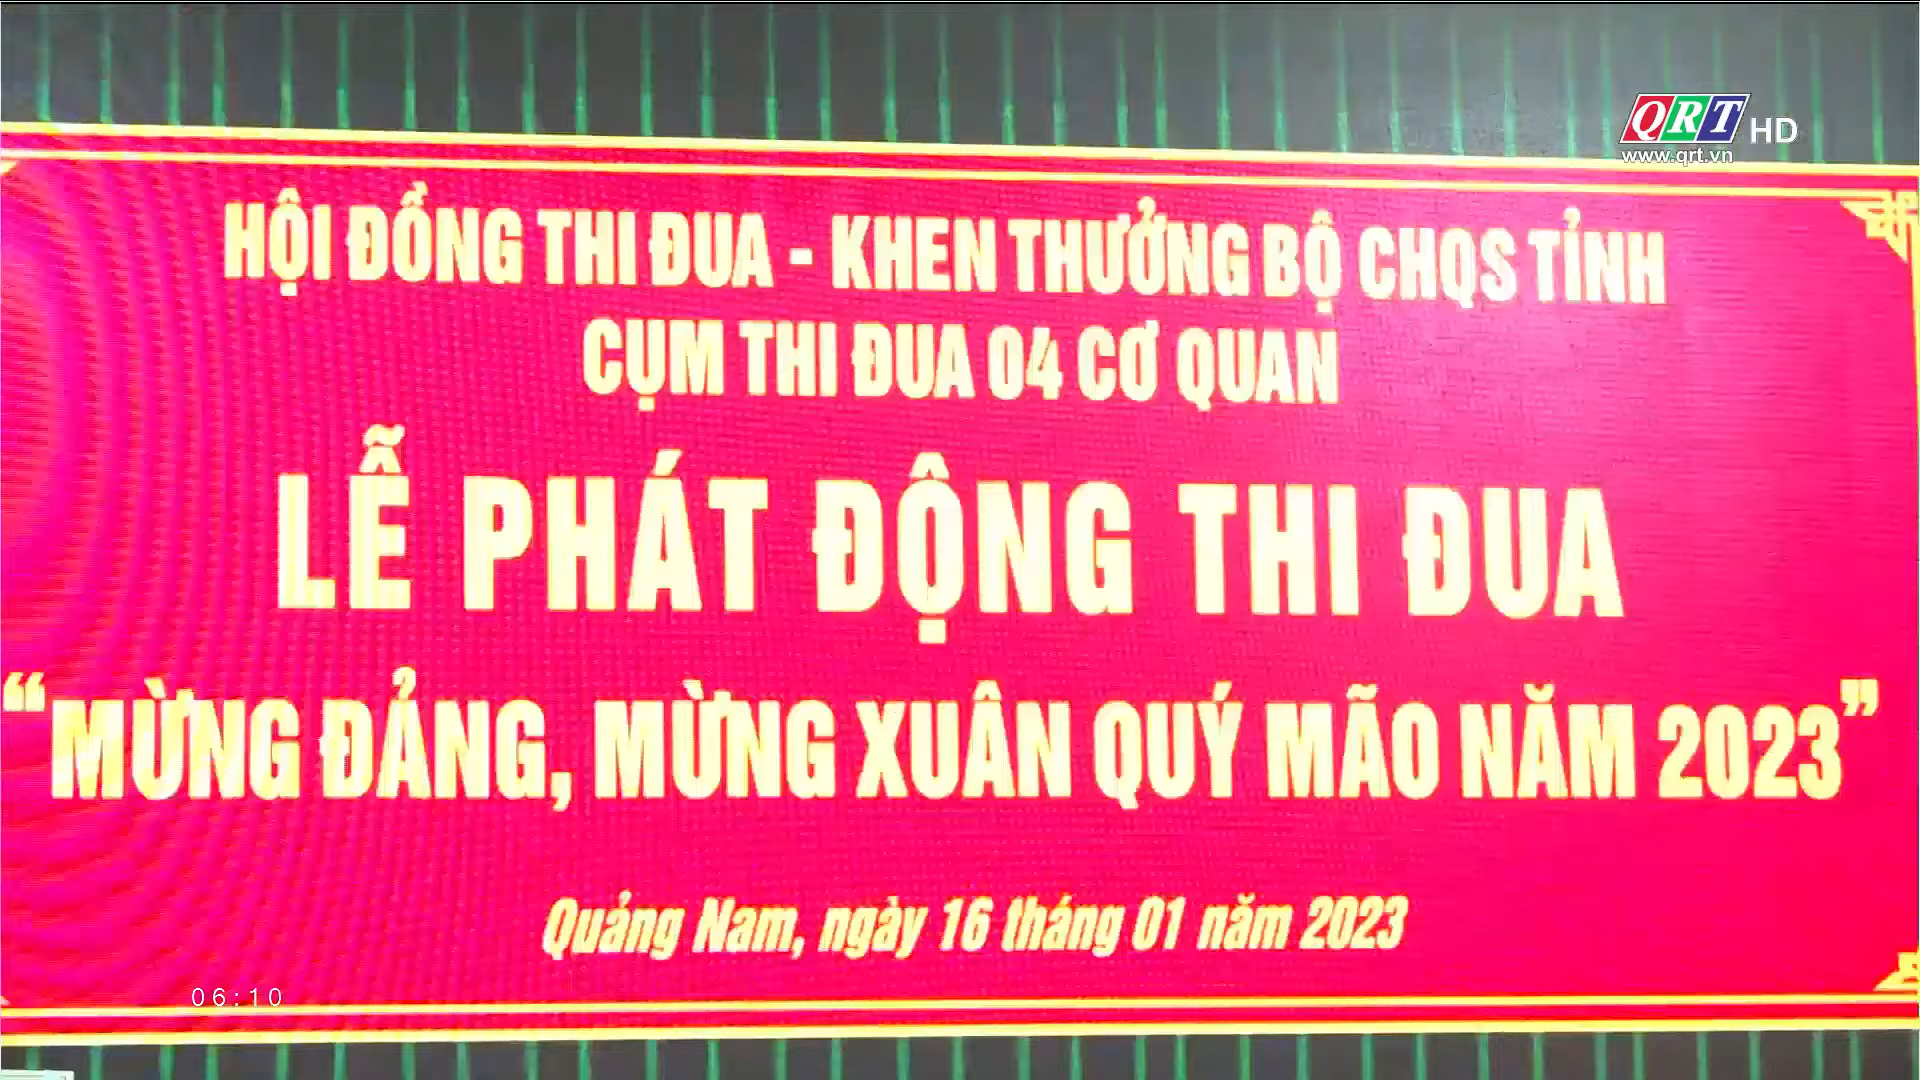 QRT HD
www.qrt.vn
HỘI ĐỒNG THI ĐUA - KHEN THƯỞNG BỘ CHQS TỈNH
CỤM THI ĐUA 04 CƠ QUAN
LỄ PHÁT ĐỘNG THI ĐUA
“MỪNG ĐẢNG, MỪNG XUÂN QUÝ MÃO NĂM 2023”
Quảng Nam, ngày 16 tháng 01 năm 2023
06:10